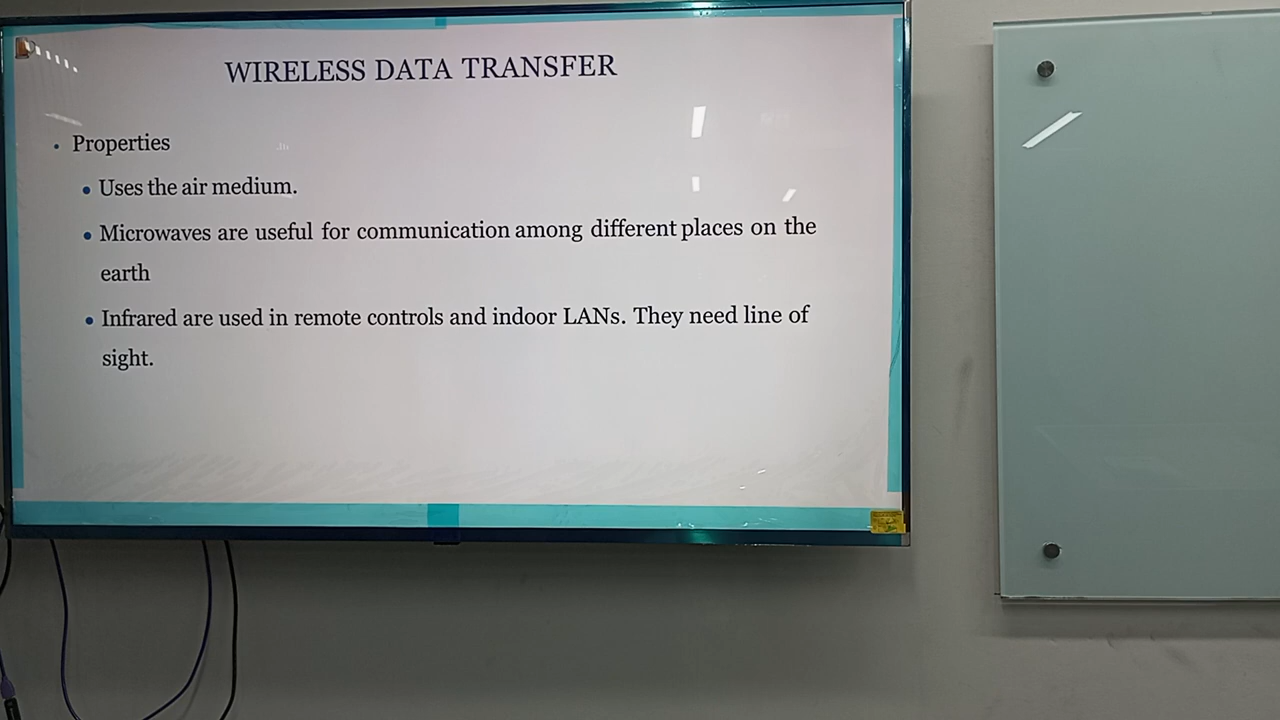 WIRELESS DATA TRANSFER
• Properties
• Uses the air medium.
• Microwaves are useful for communication among different places on the
earth
• Infrared are used in remote controls and indoor LANs. They need line of
sight.